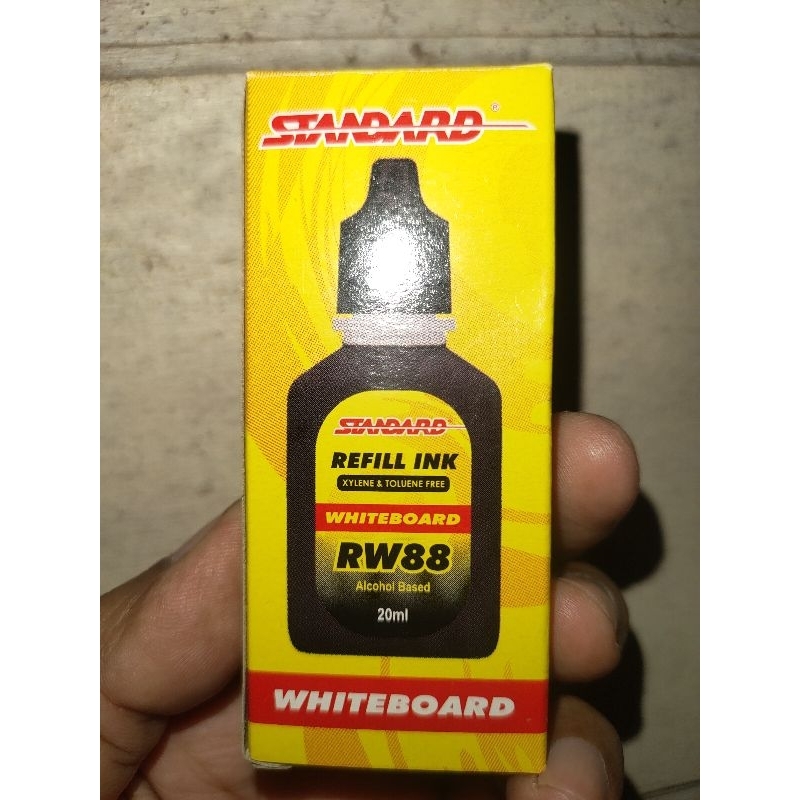 STANDARD®
STANDARD
REFILL INK
XYLENE & TOLUENE FREE
WHITEBOARD
RW88
Alcohol Based
20ml
WHITEBOARD